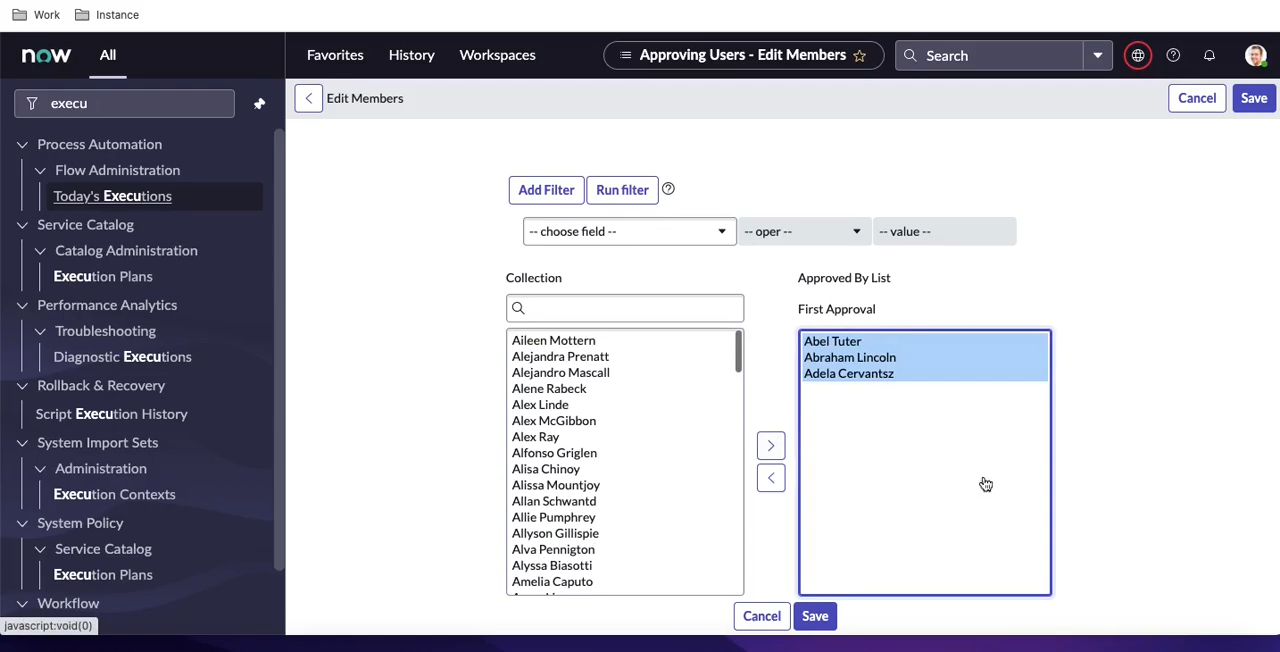 Work Instance
now All Favorites History Workspaces Approving Users - Edit Members Search
execu
Edit Members Cancel Save
Process Automation
Flow Administration
Today's Executions
Service Catalog
Catalog Administration
Execution Plans
Performance Analytics
Troubleshooting
Diagnostic Executions
Rollback & Recovery
Script Execution History
System Import Sets
Administration
Execution Contexts
System Policy
Service Catalog
Execution Plans
Workflow
javascript:void(0)
Add Filter Run filter
-- choose field -- -- oper -- -- value --
Collection
Aileen Mottern
Alejandra Prenatt
Alejandro Mascall
Alene Rabeck
Alex Linde
Alex McGibbon
Alex Ray
Alfonso Griglen
Alisa Chinoy
Alissa Mountjoy
Allan Schwantd
Allie Pumphrey
Allyson Gillispie
Alva Pennigton
Alyssa Biasotti
Amelia Caputo
Approved By List
First Approval
Abel Tuter
Abraham Lincoln
Adela Cervantsz
Cancel Save